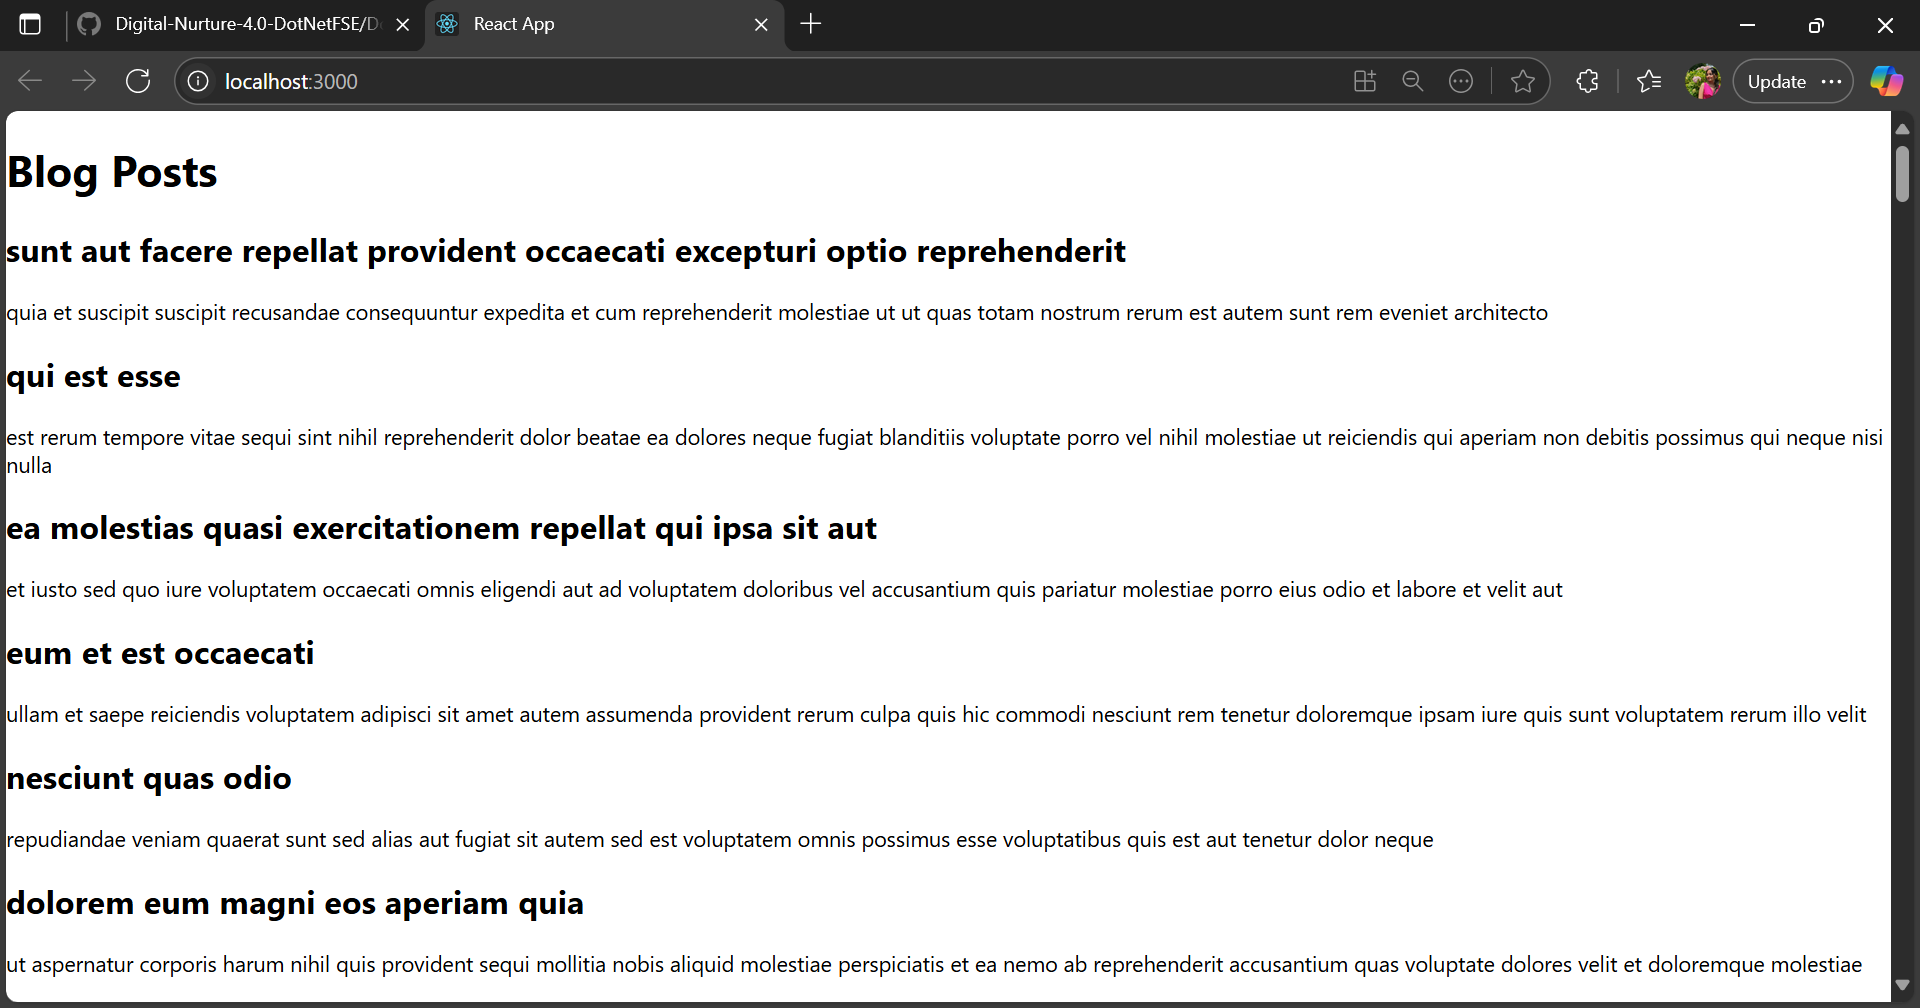 Digital-Nurture-4.0-DotNetFSE/D
React App
localhost:3000
Update
Blog Posts
sunt aut facere repellat provident occaecati excepturi optio reprehenderit
quia et suscipit suscipit recusandae consequuntur expedita et cum reprehenderit molestiae ut ut quas totam nostrum rerum est autem sunt rem eveniet architecto
qui est esse
est rerum tempore vitae sequi sint nihil reprehenderit dolor beatae ea dolores neque fugiat blanditiis voluptate porro vel nihil molestiae ut reiciendis qui aperiam non debitis possimus qui neque nisi
nulla
ea molestias quasi exercitationem repellat qui ipsa sit aut
et iusto sed quo iure voluptatem occaecati omnis eligendi aut ad voluptatem doloribus vel accusantium quis pariatur molestiae porro eius odio et labore et velit aut
eum et est occaecati
ullam et saepe reiciendis voluptatem adipisci sit amet autem assumenda provident rerum culpa quis hic commodi nesciunt rem tenetur doloremque ipsam iure quis sunt voluptatem rerum illo velit
nesciunt quas odio
repudiandae veniam quaerat sunt sed alias aut fugiat sit autem sed est voluptatem omnis possimus esse voluptatibus quis est aut tenetur dolor neque
dolorem eum magni eos aperiam quia
ut aspernatur corporis harum nihil quis provident sequi mollitia nobis aliquid molestiae perspiciatis et ea nemo ab reprehenderit accusantium quas voluptate dolores velit et doloremque molestiae